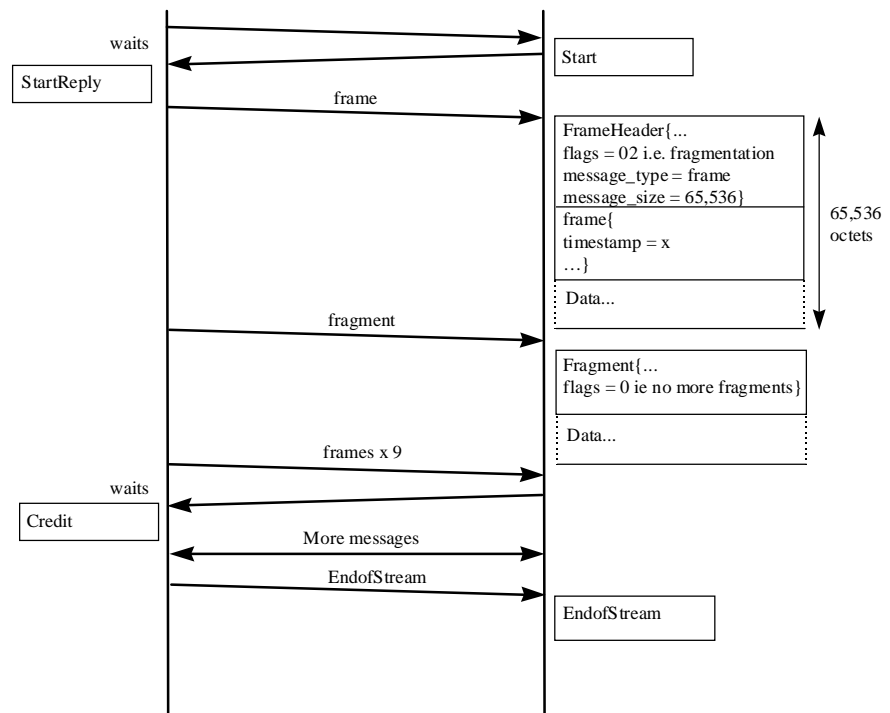 waits
Start
StartReply
frame
FrameHeader{...
flags = 02 i.e. fragmentation
message_type = frame
message_size = 65,536}
frame{
timestamp = x
…}
Data...
65,536
octets
fragment
Fragment{...
flags = 0 ie no more fragments}
Data...
frames x 9
waits
Credit
More messages
EndofStream
EndofStream